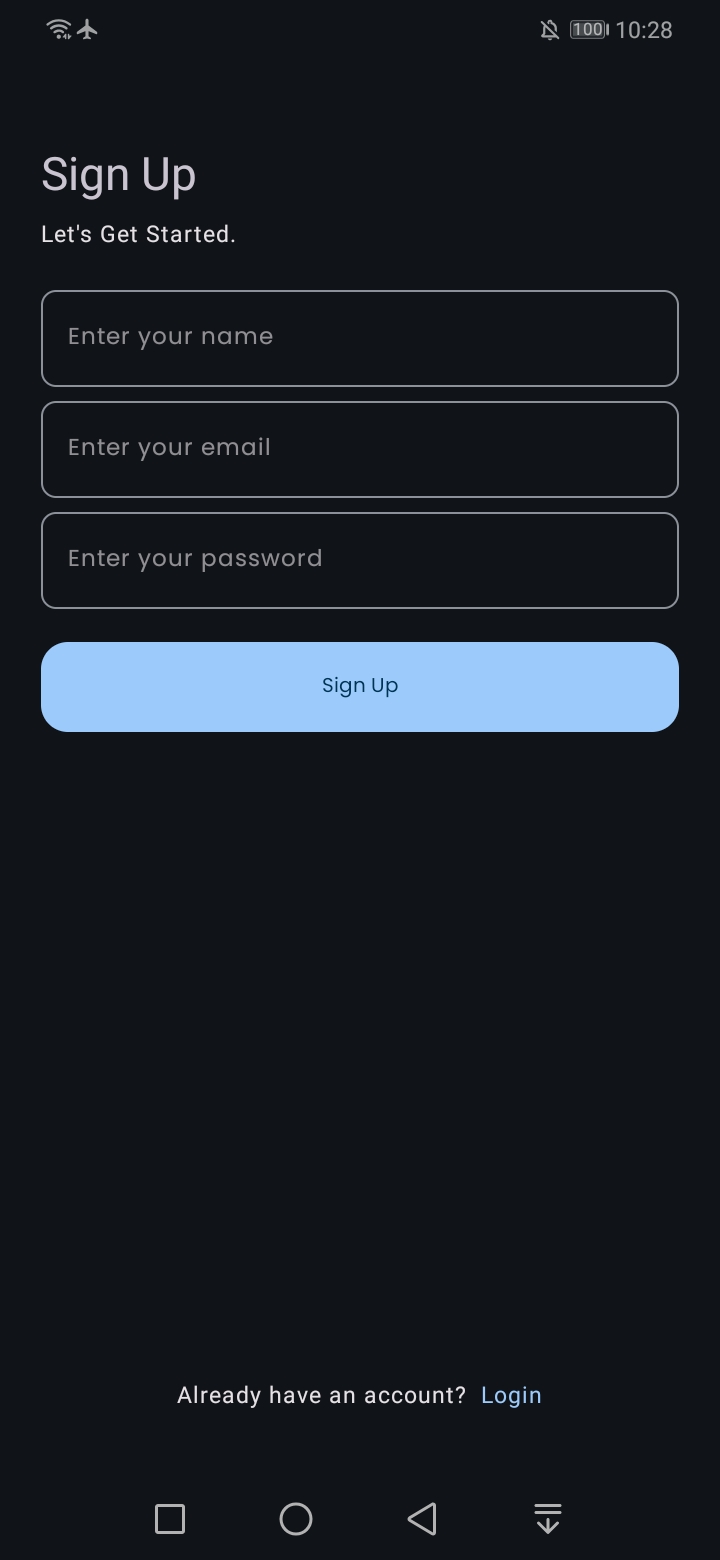 100 10:28
Sign Up
Let's Get Started.
Enter your name
Enter your email
Enter your password
Sign Up
Already have an account? Login